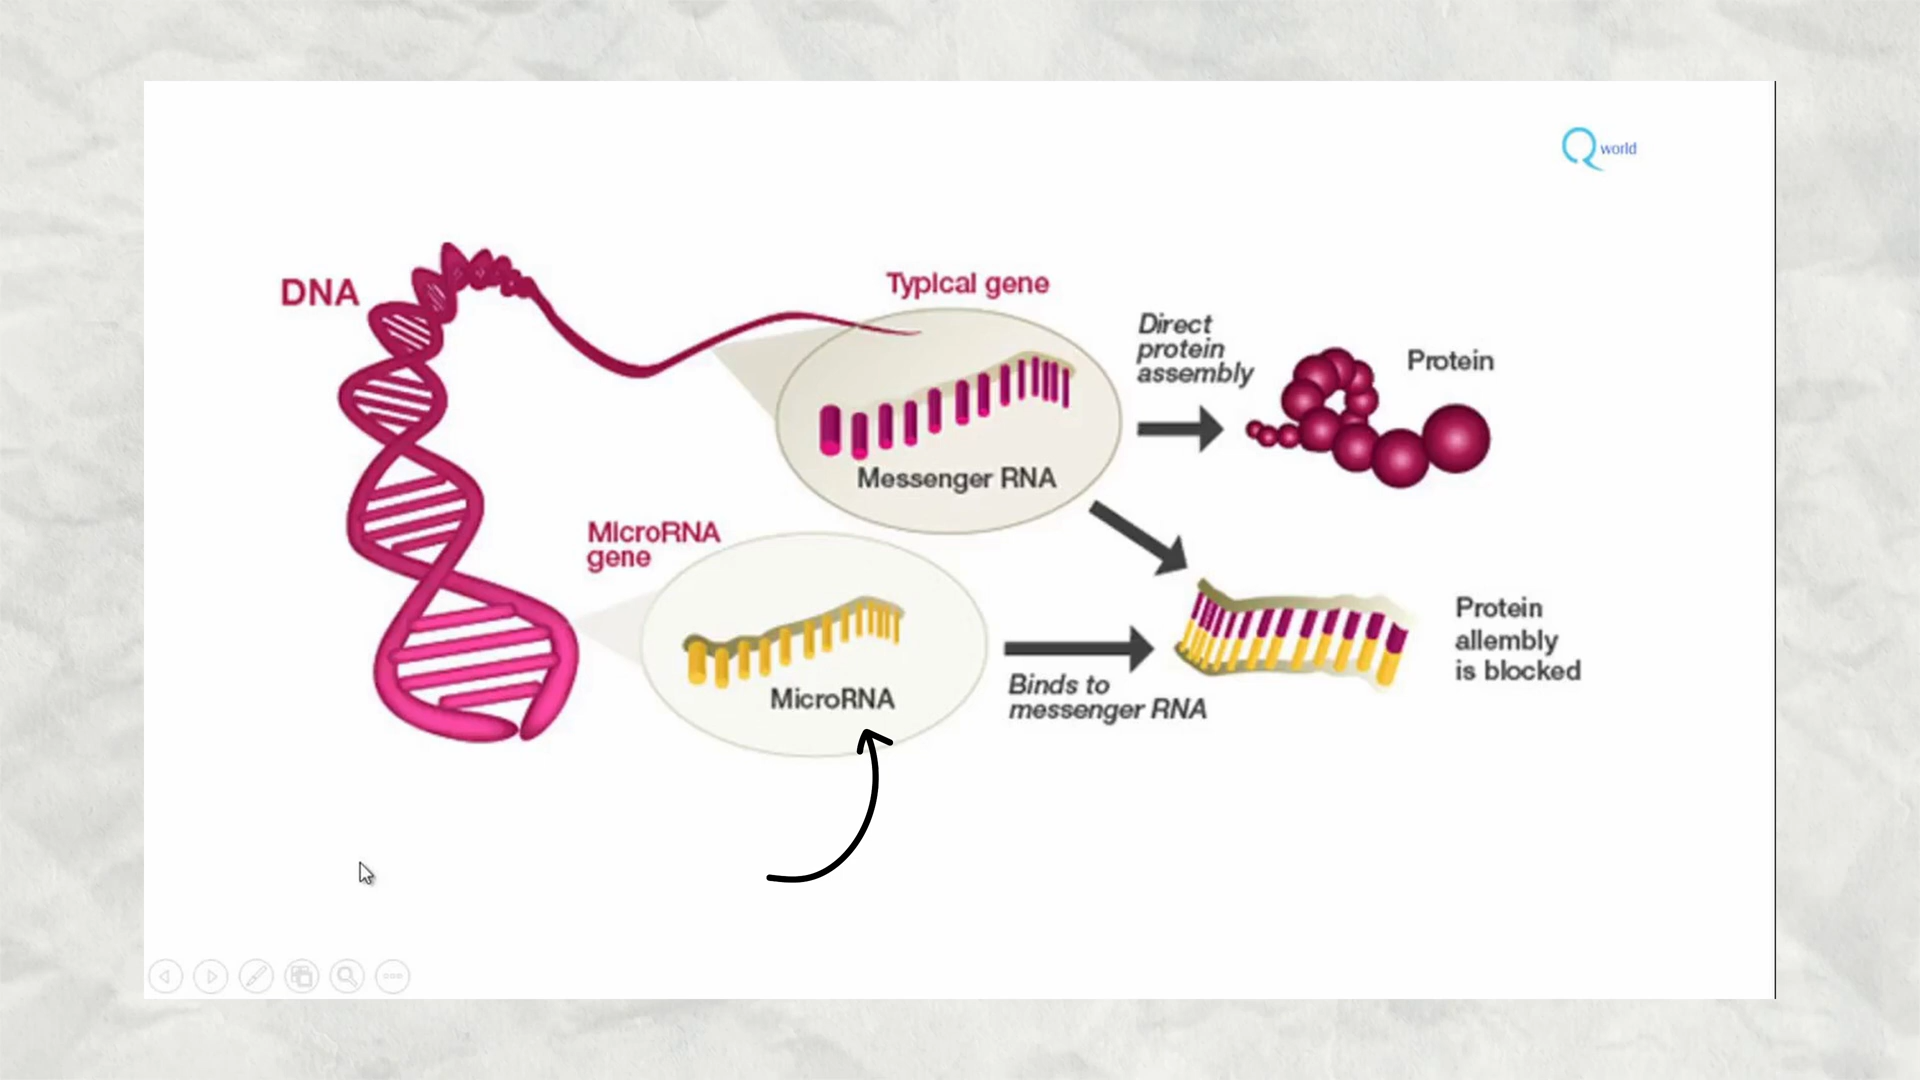 Q world
DNA
Typical gene
Direct
protein
assembly
Protein
Messenger RNA
MicroRNA
gene
MicroRNA
Binds to
messenger RNA
Protein
allembly
is blocked